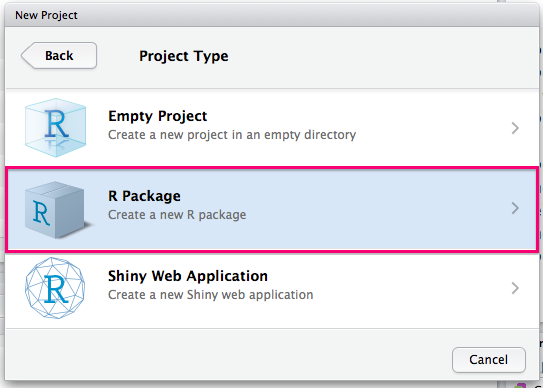 New Project
Back
Project Type
R
Empty Project
Create a new project in an empty directory
R
R Package
Create a new R package
R
Shiny Web Application
Create a new Shiny web application
Cancel